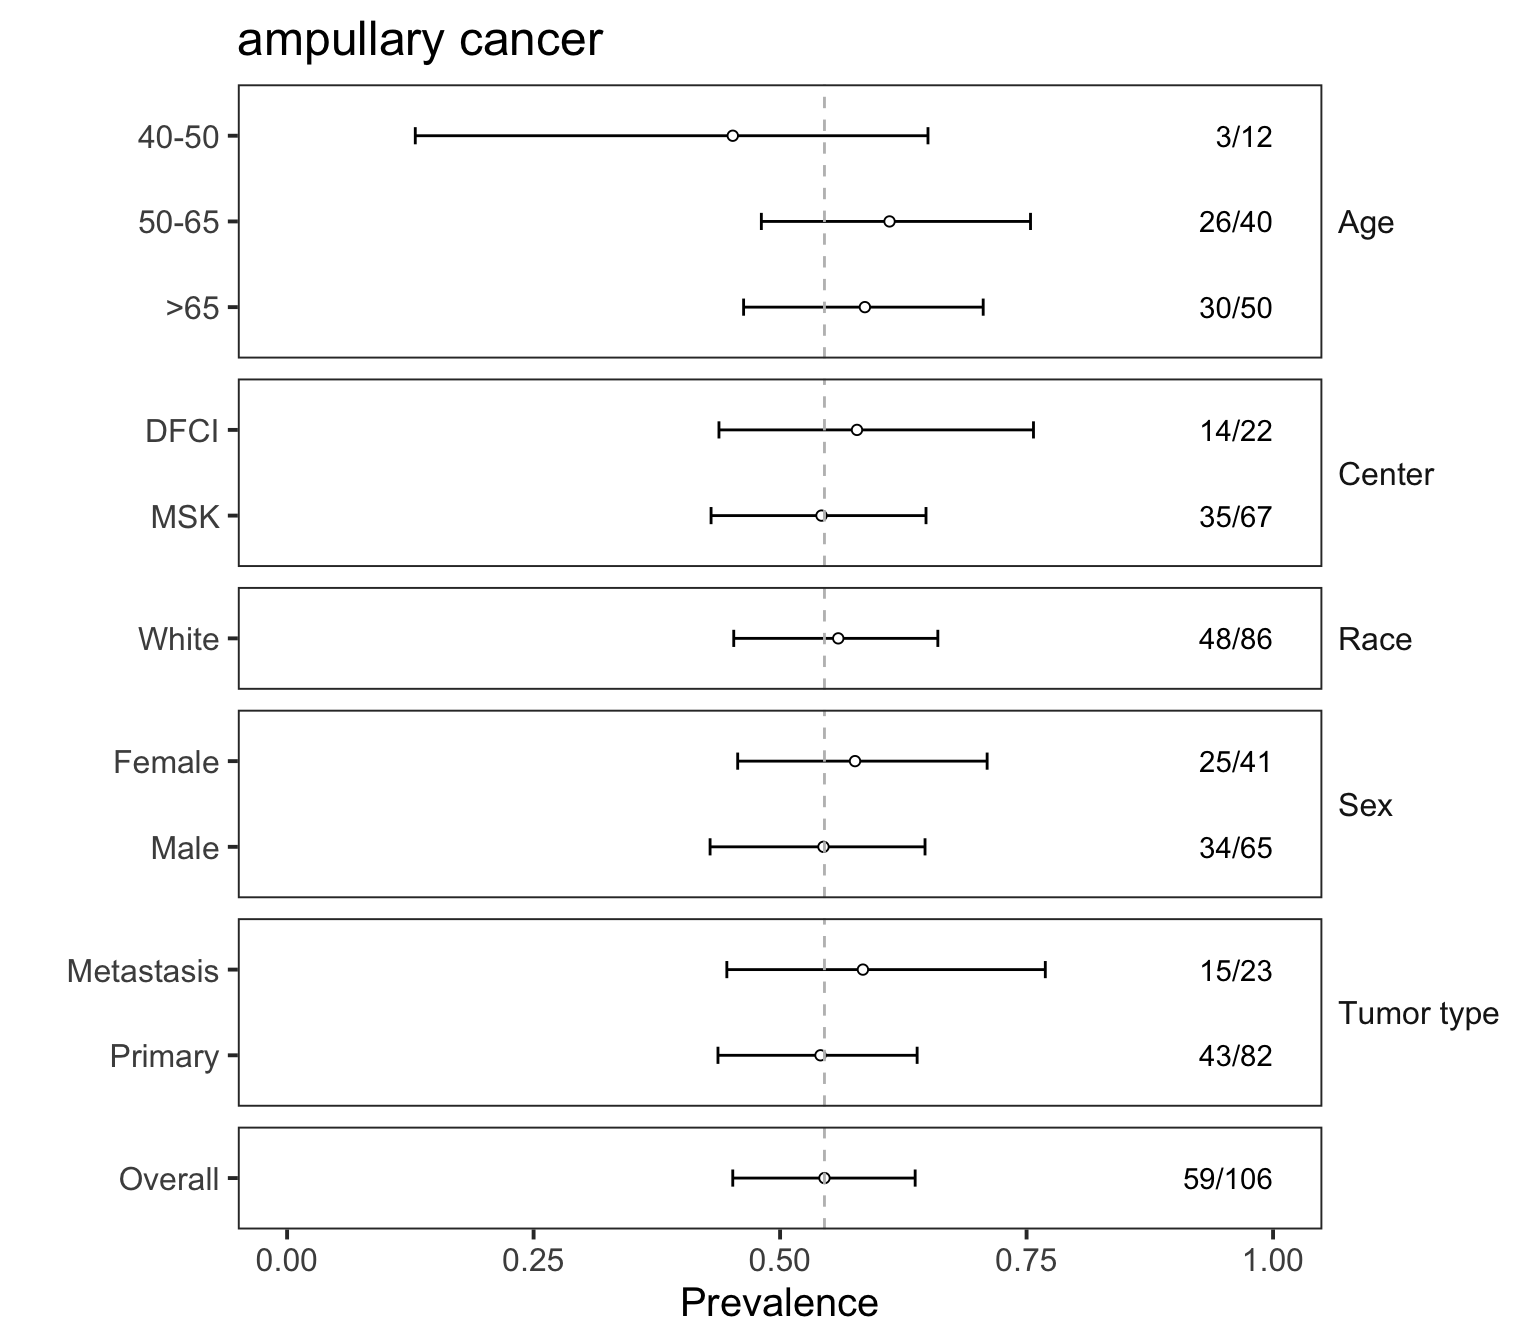 ampullary cancer
40-50 3/12
50-65 26/40 Age
>65 30/50
DFCI 14/22
Center
MSK 35/67
White 48/86 Race
Female 25/41
Sex
Male 34/65
Metastasis 15/23
Tumor type
Primary 43/82
Overall 59/106
0.00 0.25 0.50 0.75 1.00
Prevalence